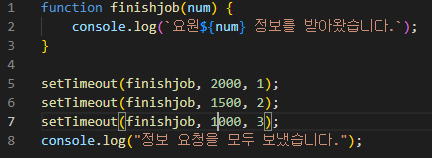 1 function finishjob(num) {
2 console.log(`요원${num} 정보를 받아왔습니다.`);
3 }
4
5 setTimeout(finishjob, 2000, 1);
6 setTimeout(finishjob, 1500, 2);
7 setTimeout(finishjob, 1000, 3);
8 console.log("정보 요청을 모두 보냈습니다.");